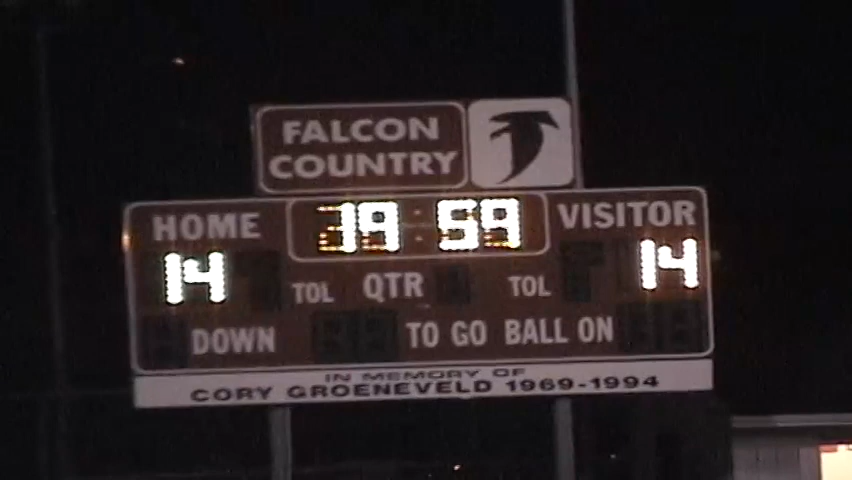 FALCON
COUNTRY
HOME 39:59 VISITOR
14 TOL QTR TOL 14
DOWN TO GO BALL ON
IN MEMORY OF
CORY GROENEVELD 1969-1994